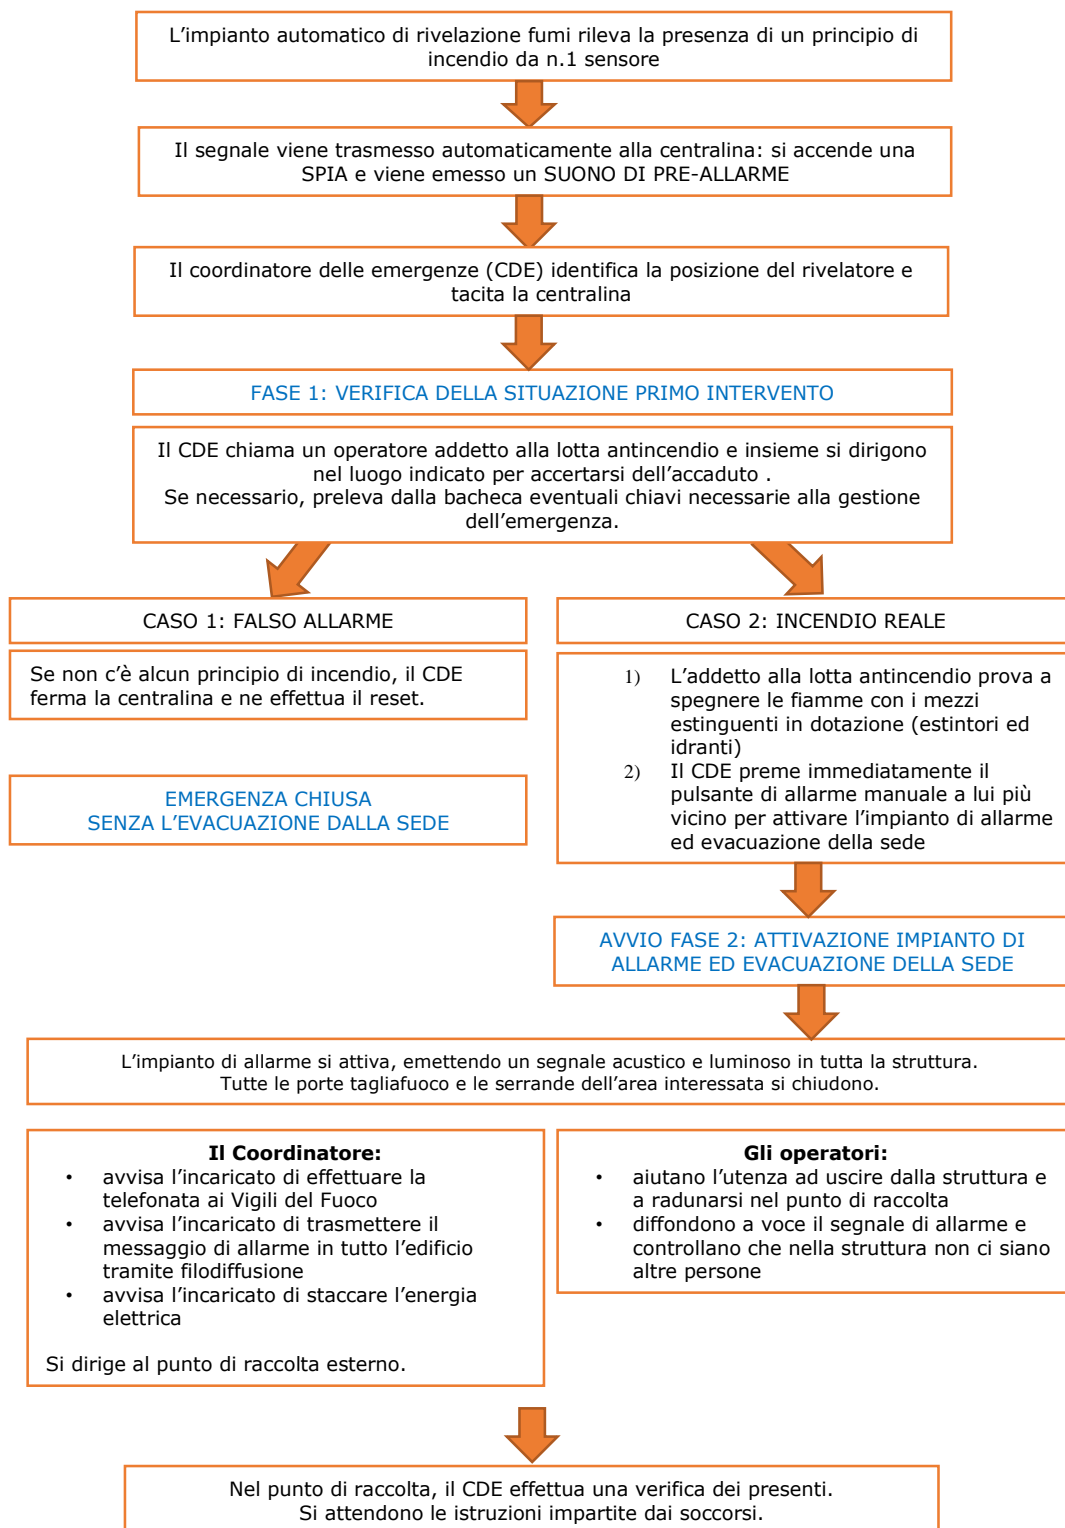 L’impianto automatico di rivelazione fumi rileva la presenza di un principio di
incendio da n.1 sensore
Il segnale viene trasmesso automaticamente alla centralina: si accende una
SPIA e viene emesso un SUONO DI PRE-ALLARME
Il coordinatore delle emergenze (CDE) identifica la posizione del rivelatore e
tacita la centralina
FASE 1: VERIFICA DELLA SITUAZIONE PRIMO INTERVENTO
Il CDE chiama un operatore addetto alla lotta antincendio e insieme si dirigono
nel luogo indicato per accertarsi dell’accaduto .
Se necessario, preleva dalla bacheca eventuali chiavi necessarie alla gestione
dell’emergenza.
CASO 1: FALSO ALLARME
Se non c’è alcun principio di incendio, il CDE
ferma la centralina e ne effettua il reset.
EMERGENZA CHIUSA
SENZA L’EVACUAZIONE DALLA SEDE
CASO 2: INCENDIO REALE
1) L’addetto alla lotta antincendio prova a
spegnere le fiamme con i mezzi
estinguenti in dotazione (estintori ed
idranti)
2) Il CDE preme immediatamente il
pulsante di allarme manuale a lui più
vicino per attivare l’impianto di allarme
ed evacuazione della sede
AVVIO FASE 2: ATTIVAZIONE IMPIANTO DI
ALLARME ED EVACUAZIONE DELLA SEDE
L’impianto di allarme si attiva, emettendo un segnale acustico e luminoso in tutta la struttura.
Tutte le porte tagliafuoco e le serrande dell’area interessata si chiudono.
Il Coordinatore:
• avvisa l’incaricato di effettuare la
telefonata ai Vigili del Fuoco
• avvisa l’incaricato di trasmettere il
messaggio di allarme in tutto l’edificio
tramite filodiffusione
• avvisa l’incaricato di staccare l’energia
elettrica
Si dirige al punto di raccolta esterno.
Gli operatori:
• aiutano l’utenza ad uscire dalla struttura e
a radunarsi nel punto di raccolta
• diffondono a voce il segnale di allarme e
controllano che nella struttura non ci siano
altre persone
Nel punto di raccolta, il CDE effettua una verifica dei presenti.
Si attendono le istruzioni impartite dai soccorsi.